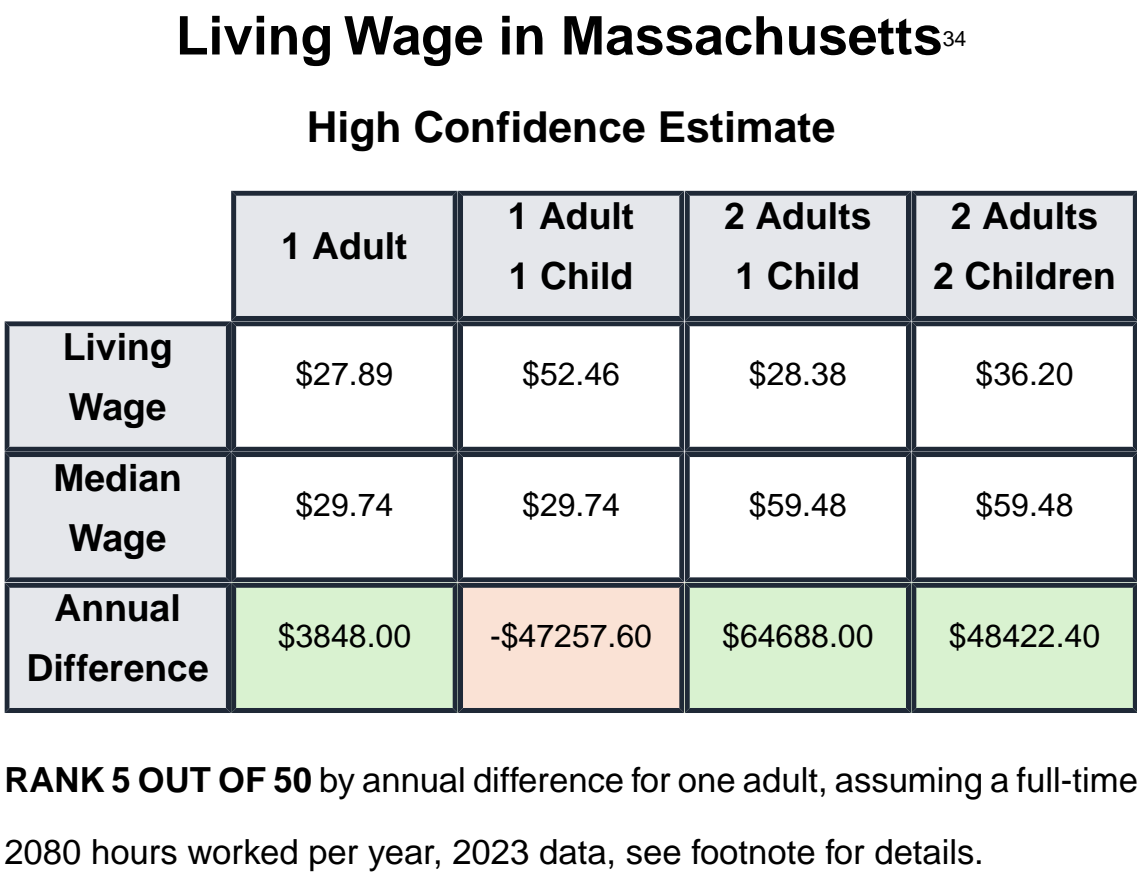 Living Wage in Massachusetts34
High Confidence Estimate
1 Adult
1 Adult
1 Child
2 Adults
1 Child
2 Adults
2 Children
Living
Wage
$27.89
$52.46
$28.38
$36.20
Median
Wage
$29.74
$29.74
$59.48
$59.48
Annual
Difference
$3848.00
-$47257.60
$64688.00
$48422.40
RANK 5 OUT OF 50 by annual difference for one adult, assuming a full-time
2080 hours worked per year, 2023 data, see footnote for details.